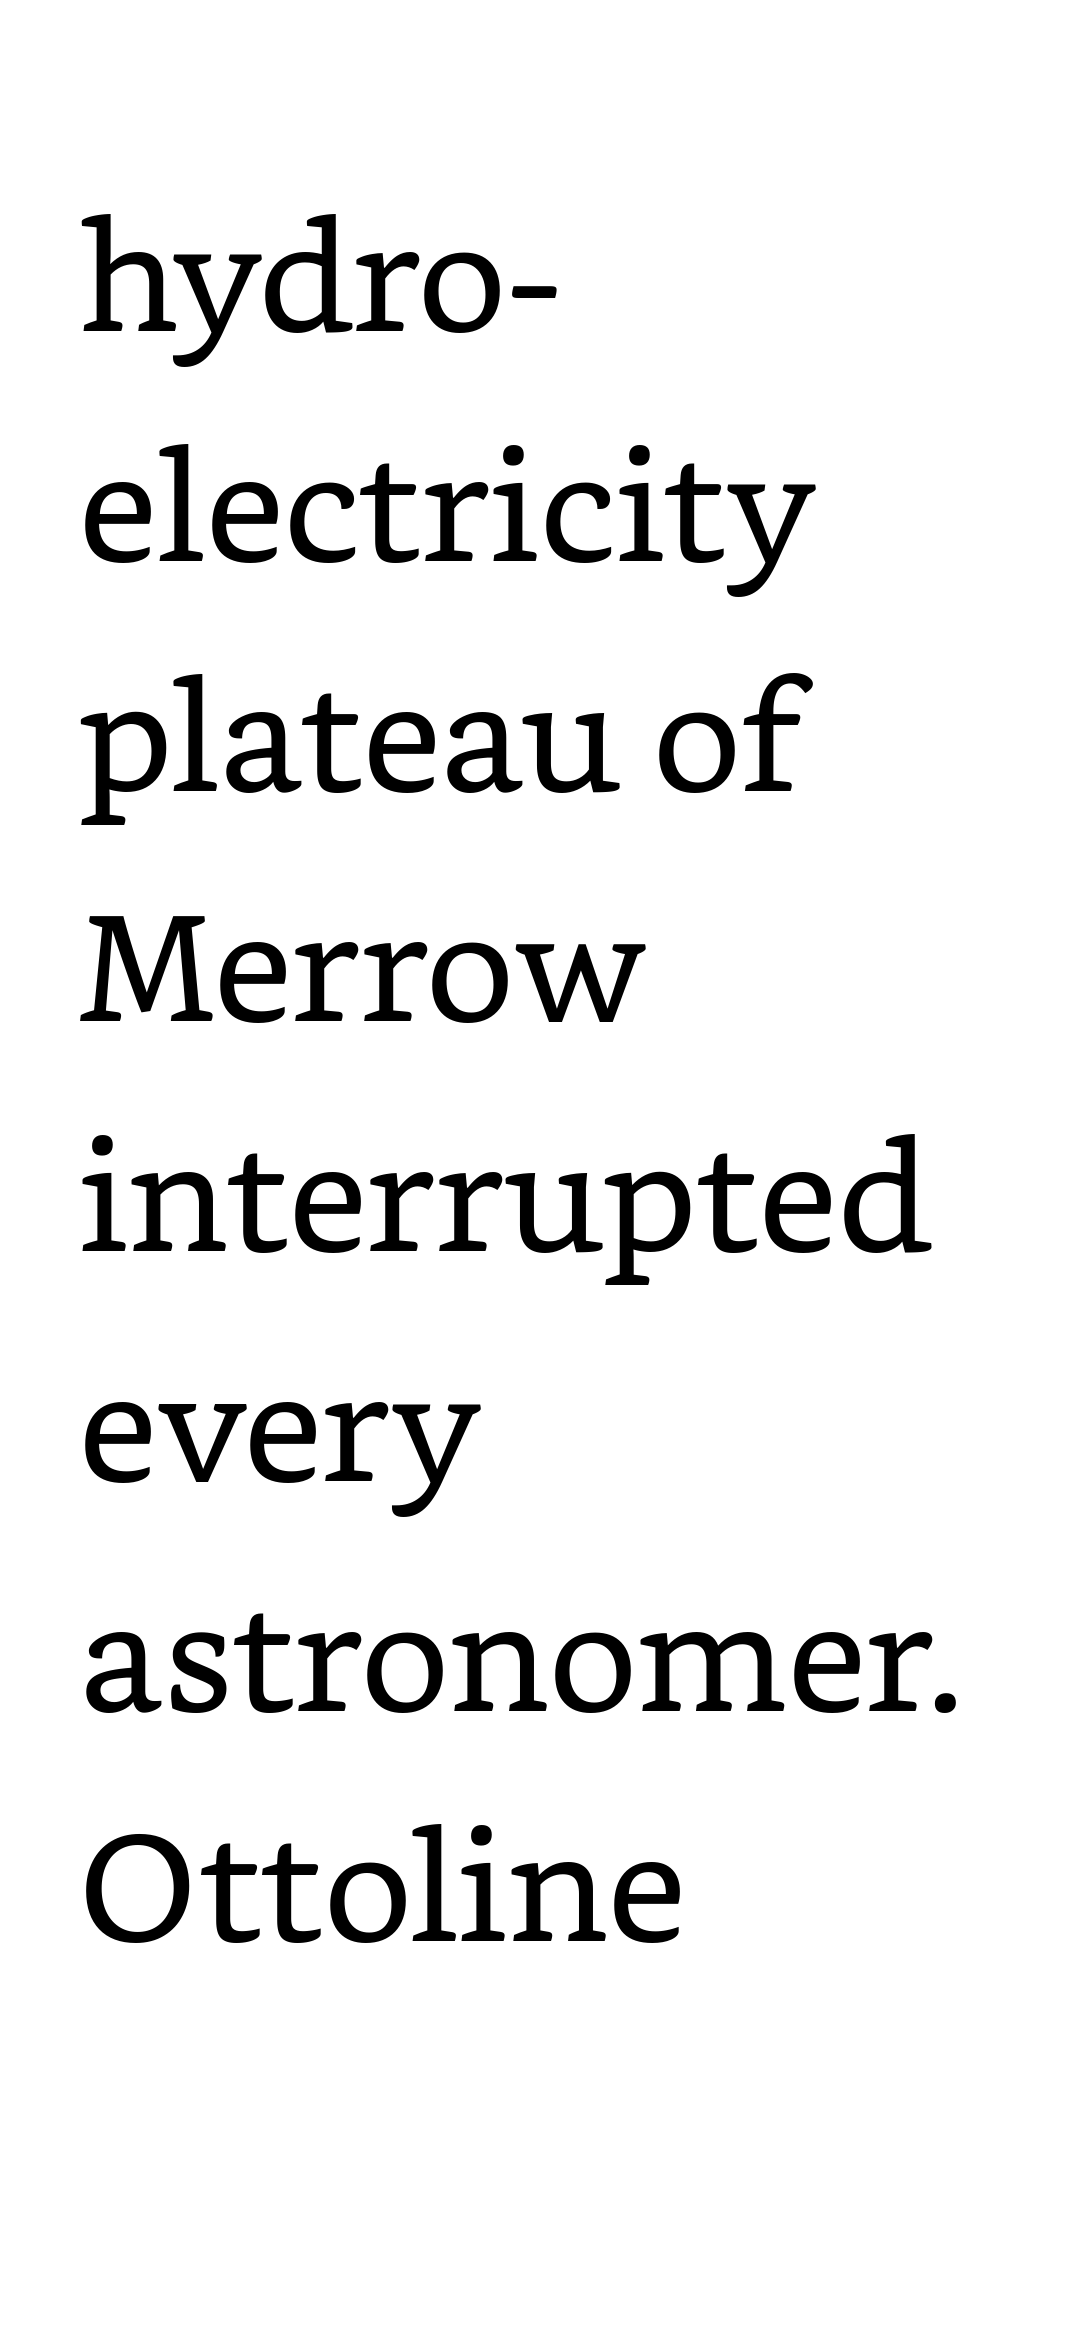 hydro-
electricity
plateau of
Merrow
interrupted
every
astronomer.
Ottoline